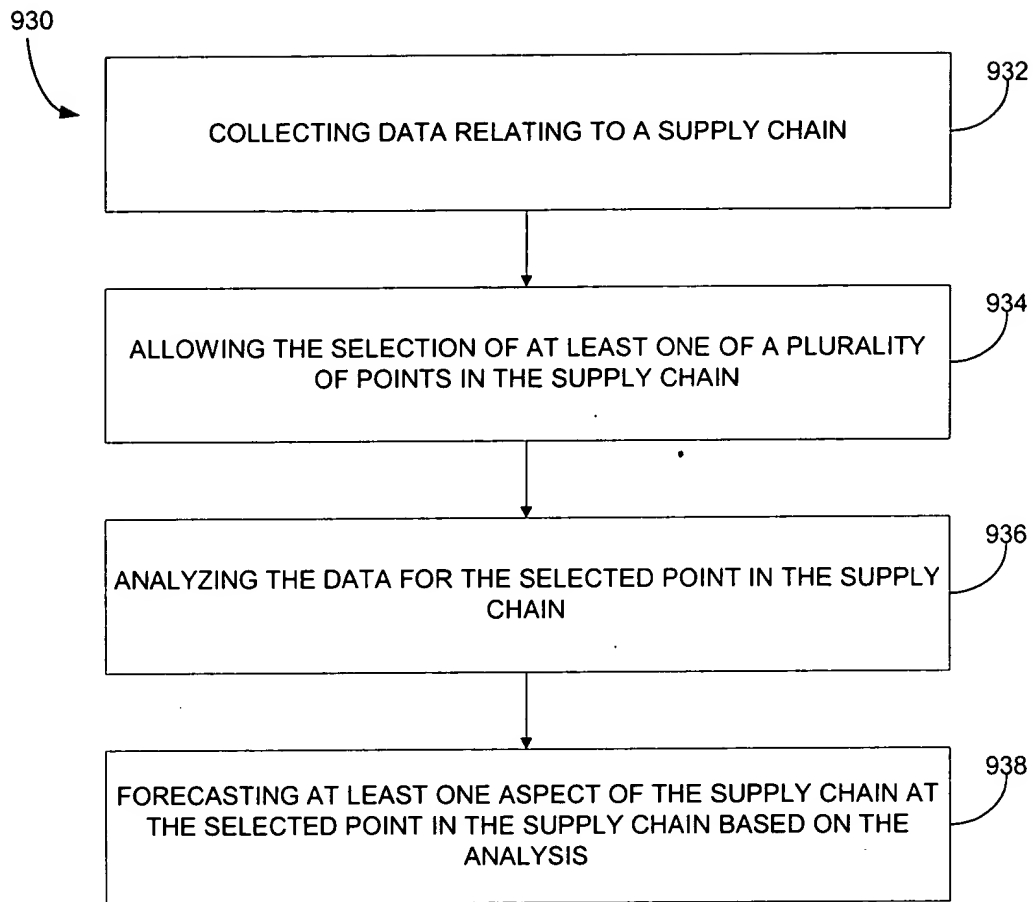 930
932
COLLECTING DATA RELATING TO A SUPPLY CHAIN
934
ALLOWING THE SELECTION OF AT LEAST ONE OF A PLURALITY
OF POINTS IN THE SUPPLY CHAIN
936
ANALYZING THE DATA FOR THE SELECTED POINT IN THE SUPPLY
CHAIN
938
FORECASTING AT LEAST ONE ASPECT OF THE SUPPLY CHAIN AT
THE SELECTED POINT IN THE SUPPLY CHAIN BASED ON THE
ANALYSIS